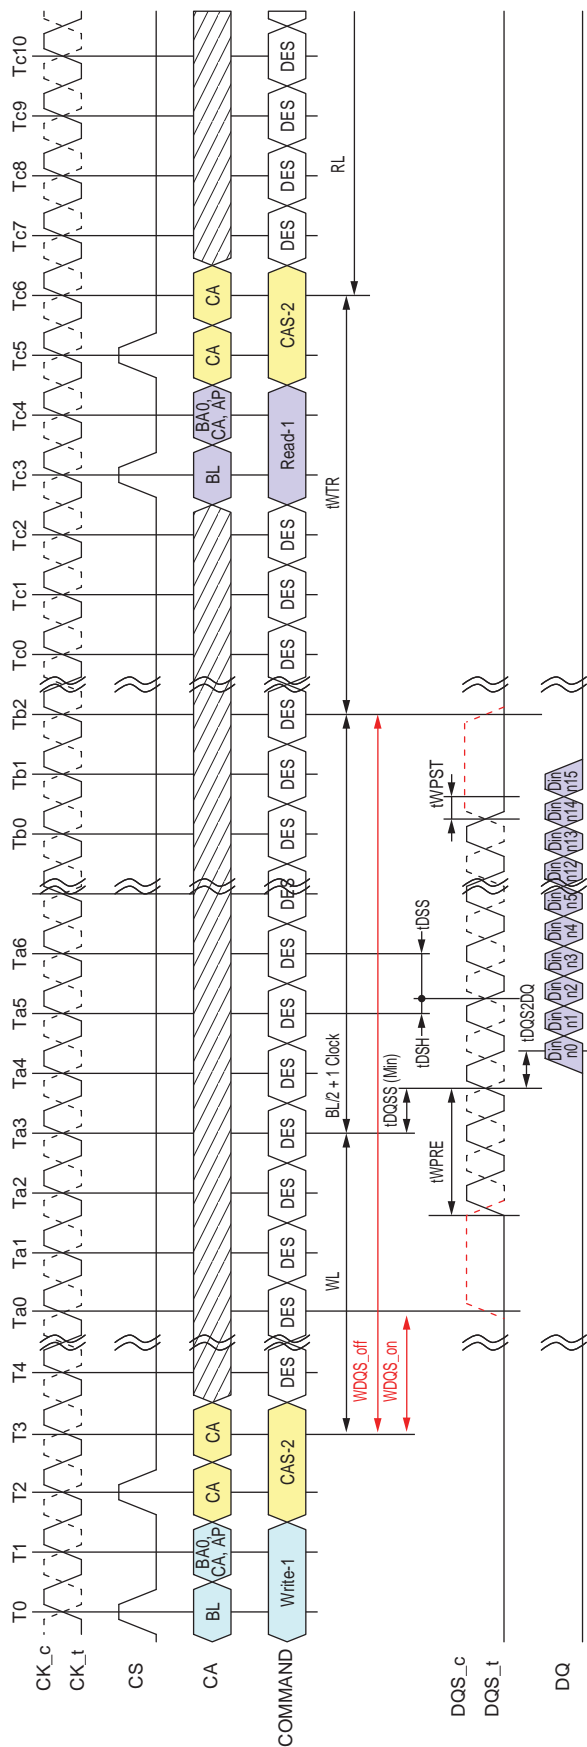 T0 T1 T2 T3 T4 Ta0 Ta1 Ta2 Ta3 Ta4 Ta5 Ta6 Tb0 Tb1 Tb2 Tc0 Tc1 Tc2 Tc3 Tc4 Tc5 Tc6 Tc7 Tc8 Tc9 Tc10
CK_c
CK_t
CS
CA
BL
BA0,
CA, AP
CA
CA
BL
BA0,
CA, AP
CA
CA
COMMAND
Write-1 CAS-2 DES DES DES DES DES DES DES DES DES DES DES DES DES DES DES Read-1 CAS-2 DES DES DES DES
WL
BL/2 + 1 Clock
tWTR
RL
WDQS_off
WDQS_on
tDQSS (Min)
tDSH
tDSS
tWPRE
tWPST
DQS_c
DQS_t
tDQS2DQ
DQ
Din
n0
Din
n1
Din
n2
Din
n3
Din
n4
Din
n5
Din
n12
Din
n13
Din
n14
Din
n15